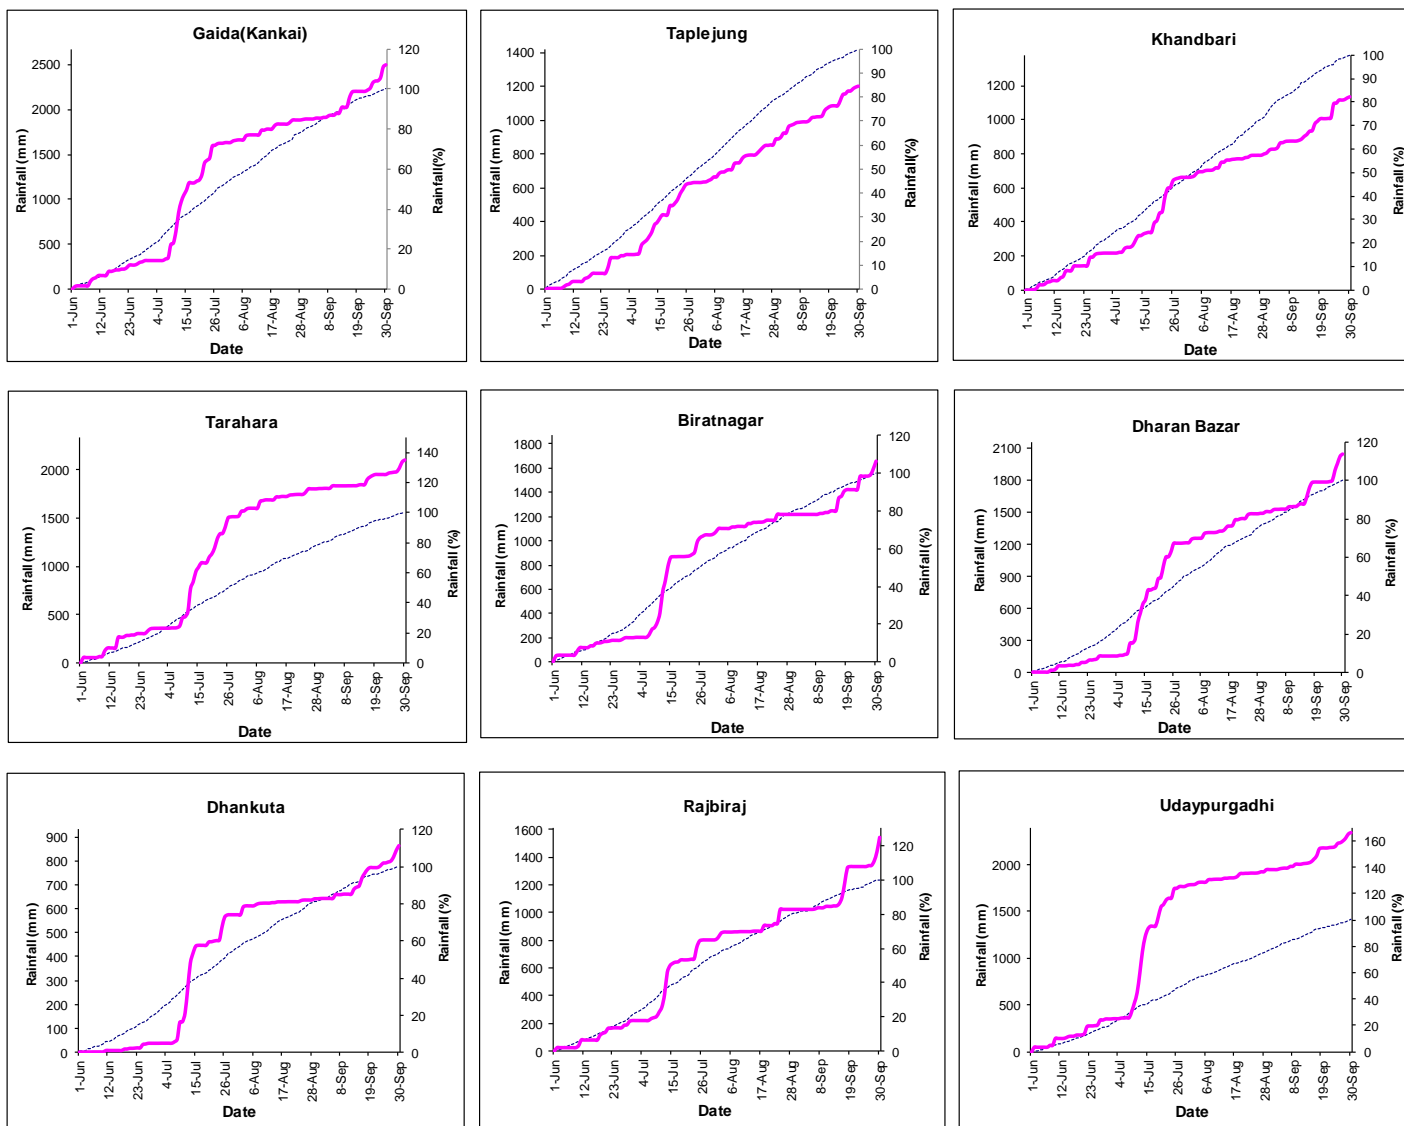 Gaida(Kankai)
Rainfall (mm)
2500
2000
1500
1000
500
0
120
100
80
60
40
20
0
Rainfall(%)
1-Jun
12-Jun
23-Jun
4-Jul
15-Jul
26-Jul
6-Aug
17-Aug
28-Aug
8-Sep
19-Sep
30-Sep
Date
Taplejung
Rainfall (mm)
1400
1200
1000
800
600
400
200
0
100
90
80
70
60
50
40
30
20
10
0
Rainfall(%)
1-Jun
12-Jun
23-Jun
4-Jul
15-Jul
26-Jul
6-Aug
17-Aug
28-Aug
8-Sep
19-Sep
30-Sep
Date
Khandbari
Rainfall (mm)
1200
1000
800
600
400
200
0
100
90
80
70
60
50
40
30
20
10
0
Rainfall (%)
1-Jun
12-Jun
23-Jun
4-Jul
15-Jul
26-Jul
6-Aug
17-Aug
28-Aug
8-Sep
19-Sep
30-Sep
Date
Tarahara
Rainfall (mm)
2000
1500
1000
500
0
140
120
100
80
60
40
20
0
Rainfall (%)
1-Jun
12-Jun
23-Jun
4-Jul
15-Jul
26-Jul
6-Aug
17-Aug
28-Aug
8-Sep
19-Sep
30-Sep
Date
Biratnagar
Rainfall (mm)
1800
1600
1400
1200
1000
800
600
400
200
0
120
100
80
60
40
20
0
Rainfall (%)
1-Jun
12-Jun
23-Jun
4-Jul
15-Jul
26-Jul
6-Aug
17-Aug
28-Aug
8-Sep
19-Sep
30-Sep
Date
Dharan Bazar
Rainfall (mm)
2100
1800
1500
1200
900
600
300
0
120
100
80
60
40
20
0
Rainfall (%)
1-Jun
12-Jun
23-Jun
4-Jul
15-Jul
26-Jul
6-Aug
17-Aug
28-Aug
8-Sep
19-Sep
30-Sep
Date
Dhankuta
Rainfall (mm)
900
800
700
600
500
400
300
200
100
0
120
100
80
60
40
20
0
Rainfall (%)
1-Jun
12-Jun
23-Jun
4-Jul
15-Jul
26-Jul
6-Aug
17-Aug
28-Aug
8-Sep
19-Sep
30-Sep
Date
Rajbiraj
Rainfall (mm)
1600
1400
1200
1000
800
600
400
200
0
120
100
80
60
40
20
0
Rainfall (%)
1-Jun
12-Jun
23-Jun
4-Jul
15-Jul
26-Jul
6-Aug
17-Aug
28-Aug
8-Sep
19-Sep
30-Sep
Date
Udaypurgadhi
Rainfall (mm)
2000
1500
1000
500
0
160
140
120
100
80
60
40
20
0
Rainfall (%)
1-Jun
12-Jun
23-Jun
4-Jul
15-Jul
26-Jul
6-Aug
17-Aug
28-Aug
8-Sep
19-Sep
30-Sep
Date